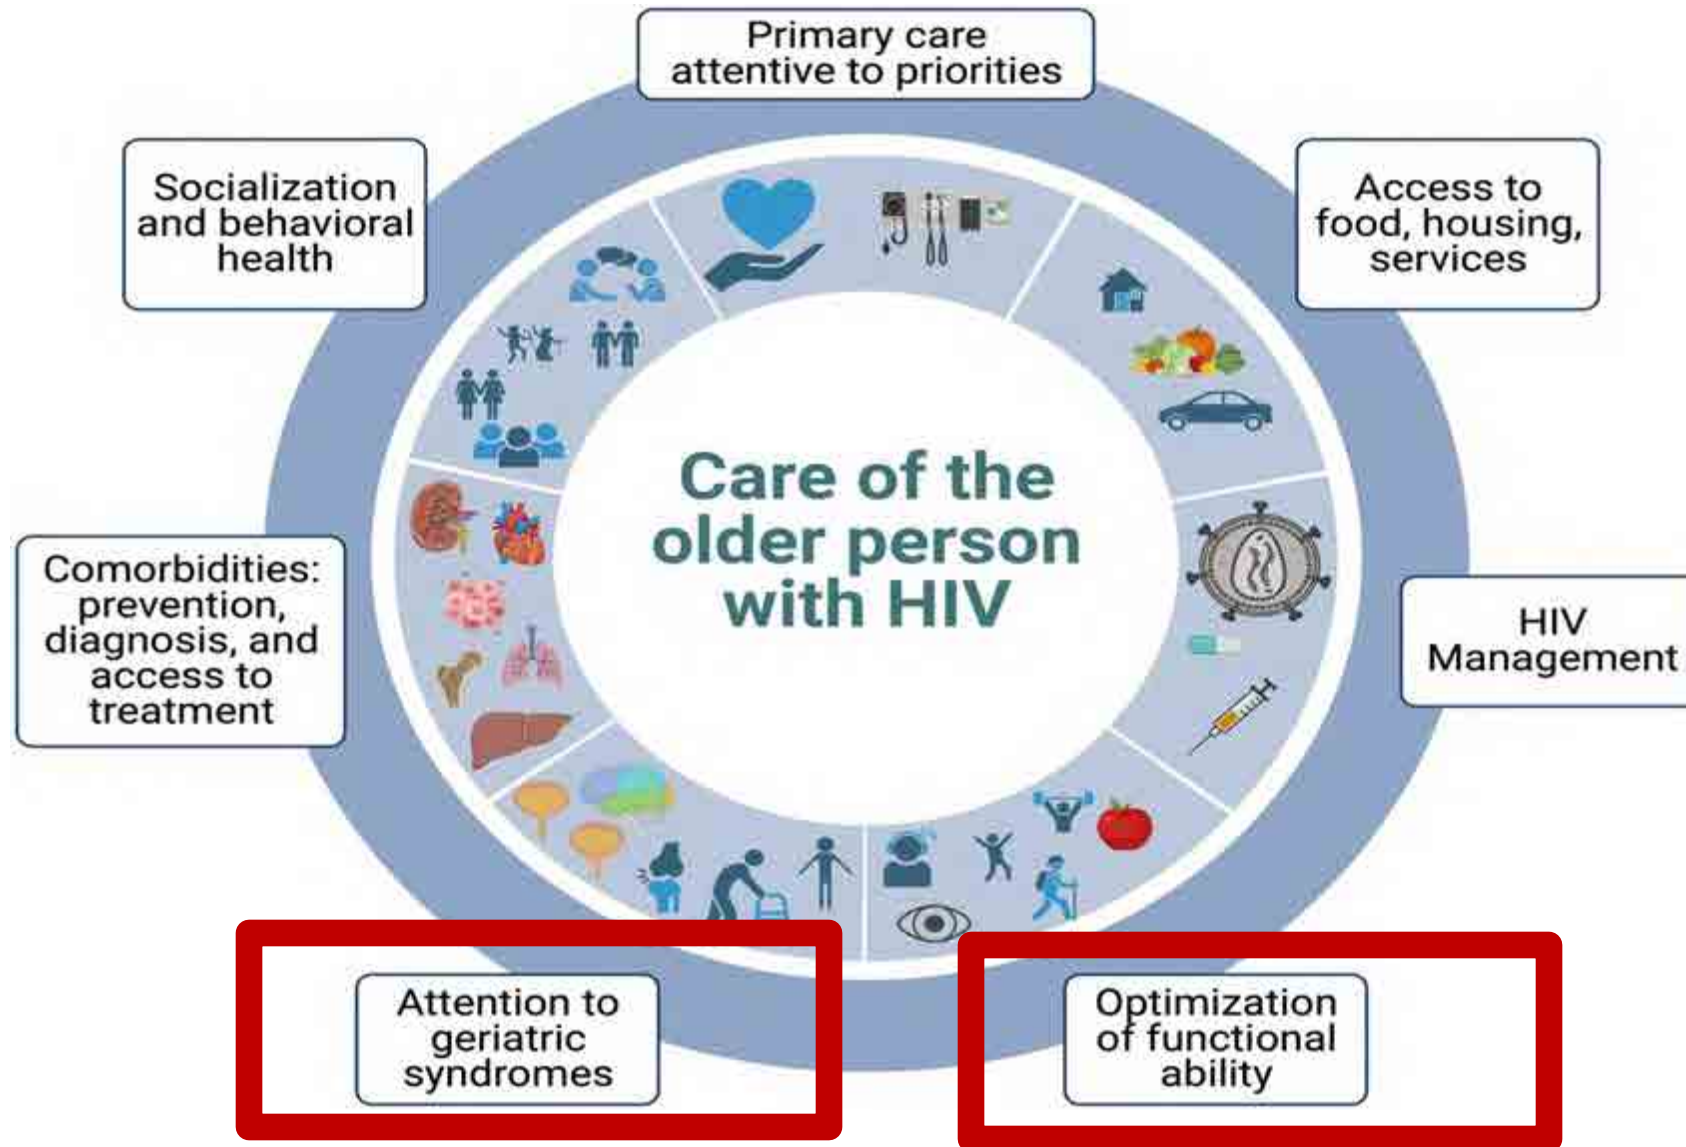 Primary care
attentive to priorities
Socialization
and behavioral
health
Access to
food, housing,
services
Care of the
older person
with HIV
Comorbidities:
prevention,
diagnosis, and
access to
treatment
HIV
Management
Attention to
geriatric
syndromes
Optimization
of functional
ability